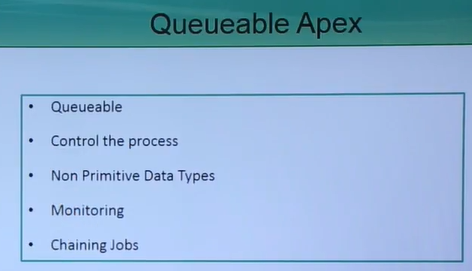 Queueable Apex
• Queueable
• Control the process
• Non Primitive Data Types
• Monitoring
• Chaining Jobs